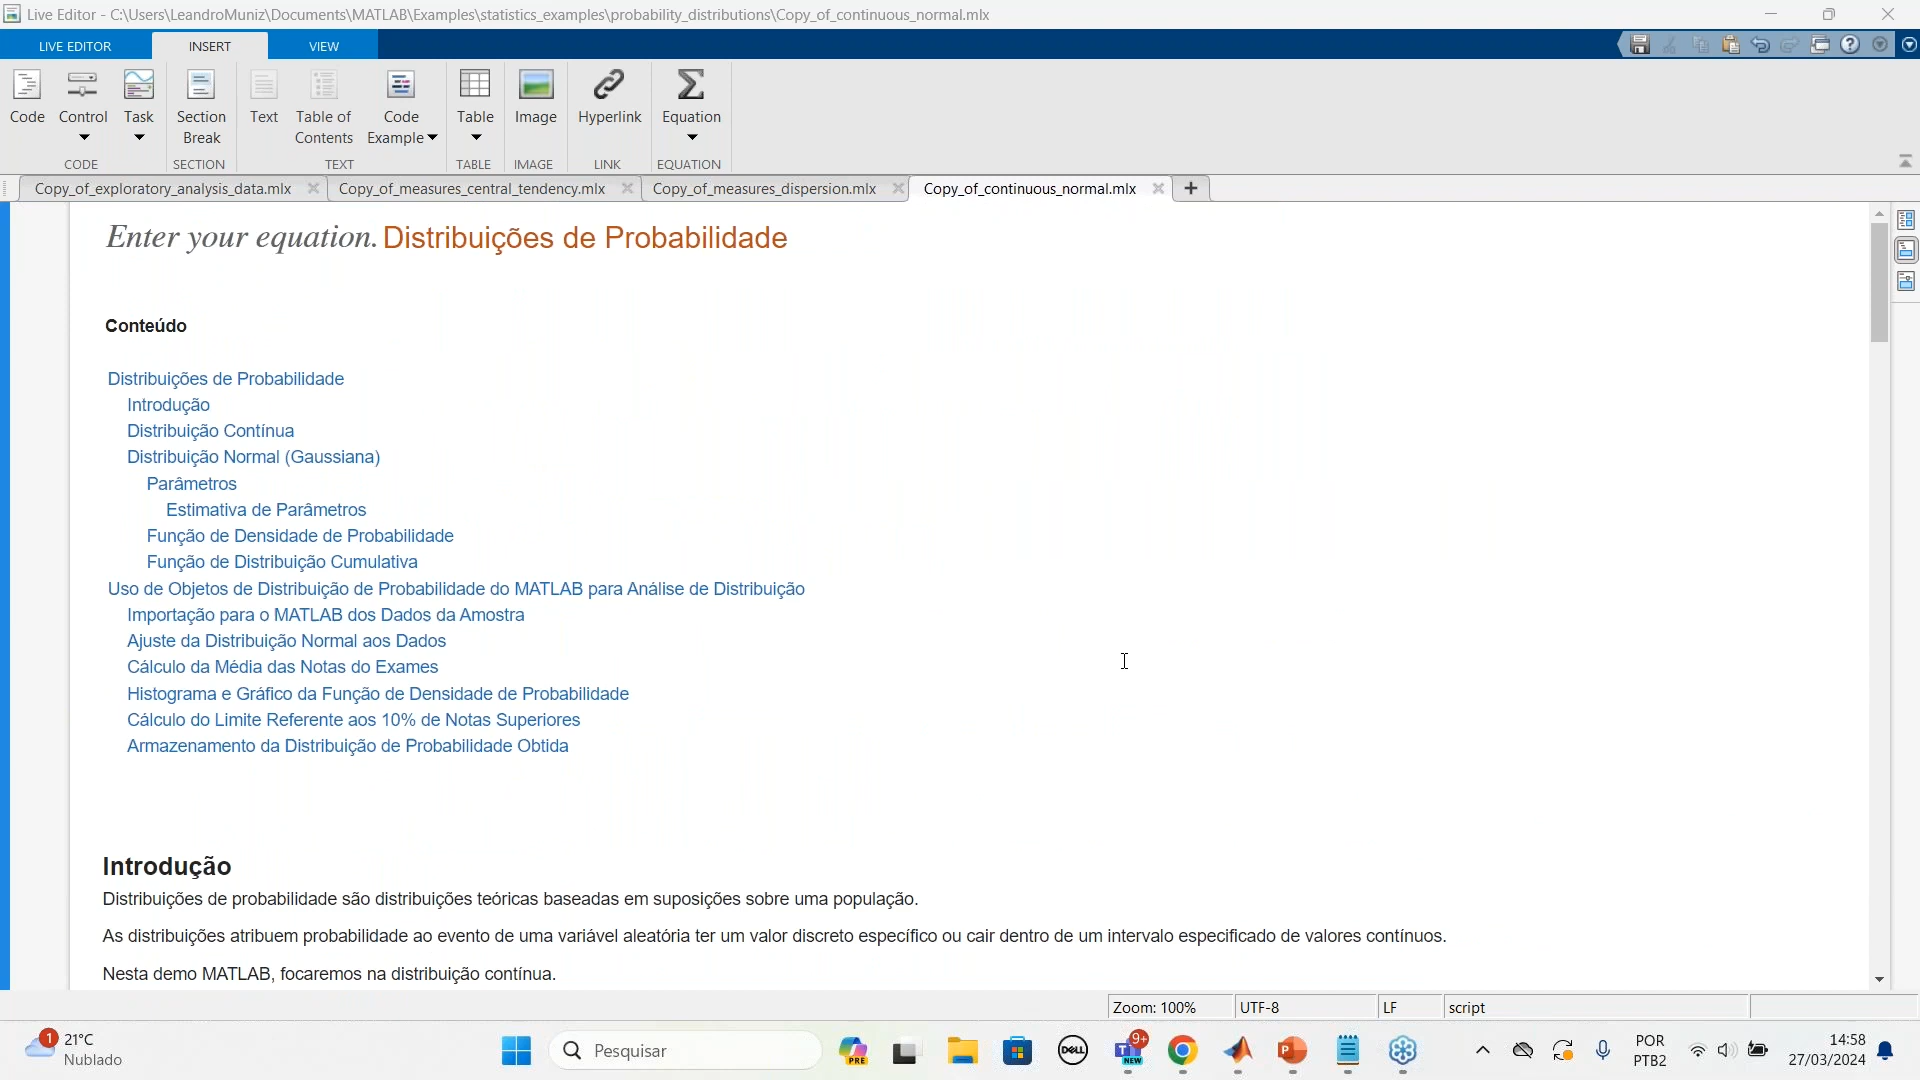 Live Editor - C:\Users\LeandroMuniz\Documents\MATLAB\Examples\statistics_examples\probability_distributions\Copy_of_continuous_normal.mlx
LIVE EDITOR INSERT VIEW
Code Control Task Section Break Text Table of Contents Code Example Table Image Hyperlink Equation
CODE SECTION TEXT TABLE IMAGE LINK EQUATION
Copy_of_exploratory_analysis_data.mlx Copy_of_measures_central_tendency.mlx Copy_of_measures_dispersion.mlx Copy_of_continuous_normal.mlx
Enter your equation. Distribuições de Probabilidade
Conteúdo
Distribuições de Probabilidade
Introdução
Distribuição Contínua
Distribuição Normal (Gaussiana)
Parâmetros
Estimativa de Parâmetros
Função de Densidade de Probabilidade
Função de Distribuição Cumulativa
Uso de Objetos de Distribuição de Probabilidade do MATLAB para Análise de Distribuição
Importação para o MATLAB dos Dados da Amostra
Ajuste da Distribuição Normal aos Dados
Cálculo da Média das Notas do Exames
Histograma e Gráfico da Função de Densidade de Probabilidade
Cálculo do Limite Referente aos 10% de Notas Superiores
Armazenamento da Distribuição de Probabilidade Obtida
Introdução
Distribuições de probabilidade são distribuições teóricas baseadas em suposições sobre uma população.
As distribuições atribuem probabilidade ao evento de uma variável aleatória ter um valor discreto específico ou cair dentro de um intervalo especificado de valores contínuos.
Nesta demo MATLAB, focaremos na distribuição contínua.
Zoom: 100% UTF-8 LF script
1 21°C
Nublado
Pesquisar
PRE
DELL
9+
NEW
POR
PTB2
14:58
27/03/2024